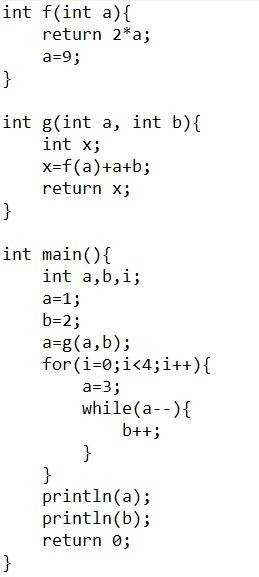 int f(int a){
    return 2*a;
    a=9;
}

int g(int a, int b){
    int x;
    x=f(a)+a+b;
    return x;
}

int main(){
    int a,b,i;
    a=1;
    b=2;
    a=g(a,b);
    for(i=0;i<4;i++){
        a=3;
        while(a--){
            b++;
        }
    }
    println(a);
    println(b);
    return 0;
}